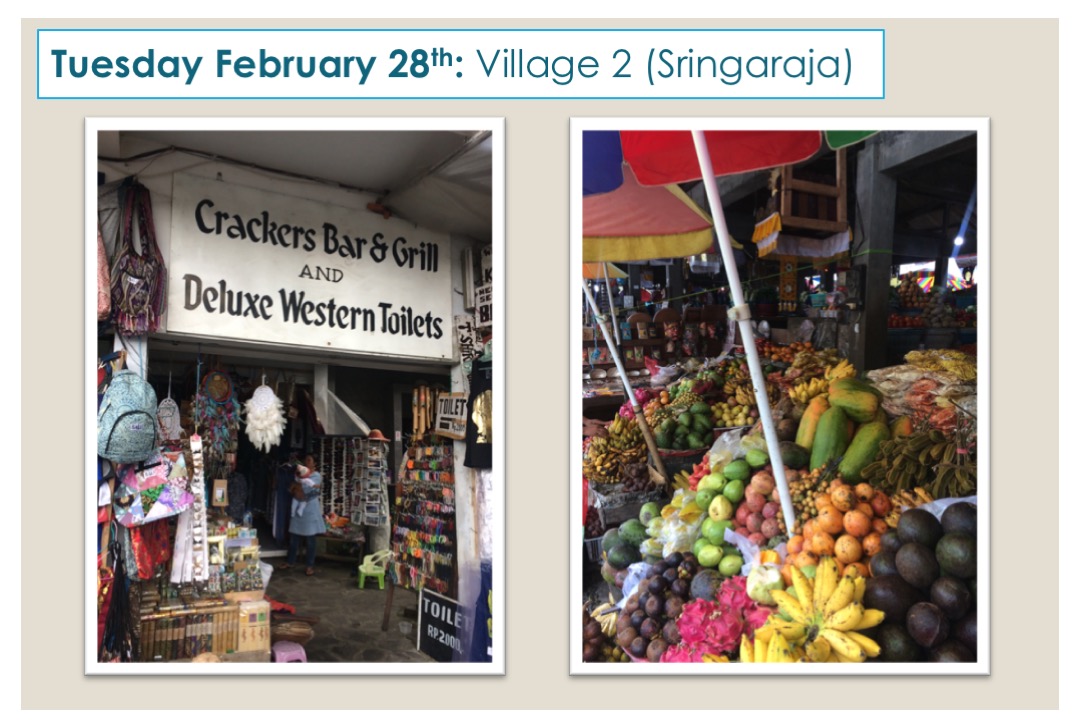 Tuesday February 28th: Village 2 (Sringaraja)
Crackers Bar & Grill
AND
Deluxe Western Toilets
TOILET
TOILE
RP.2000